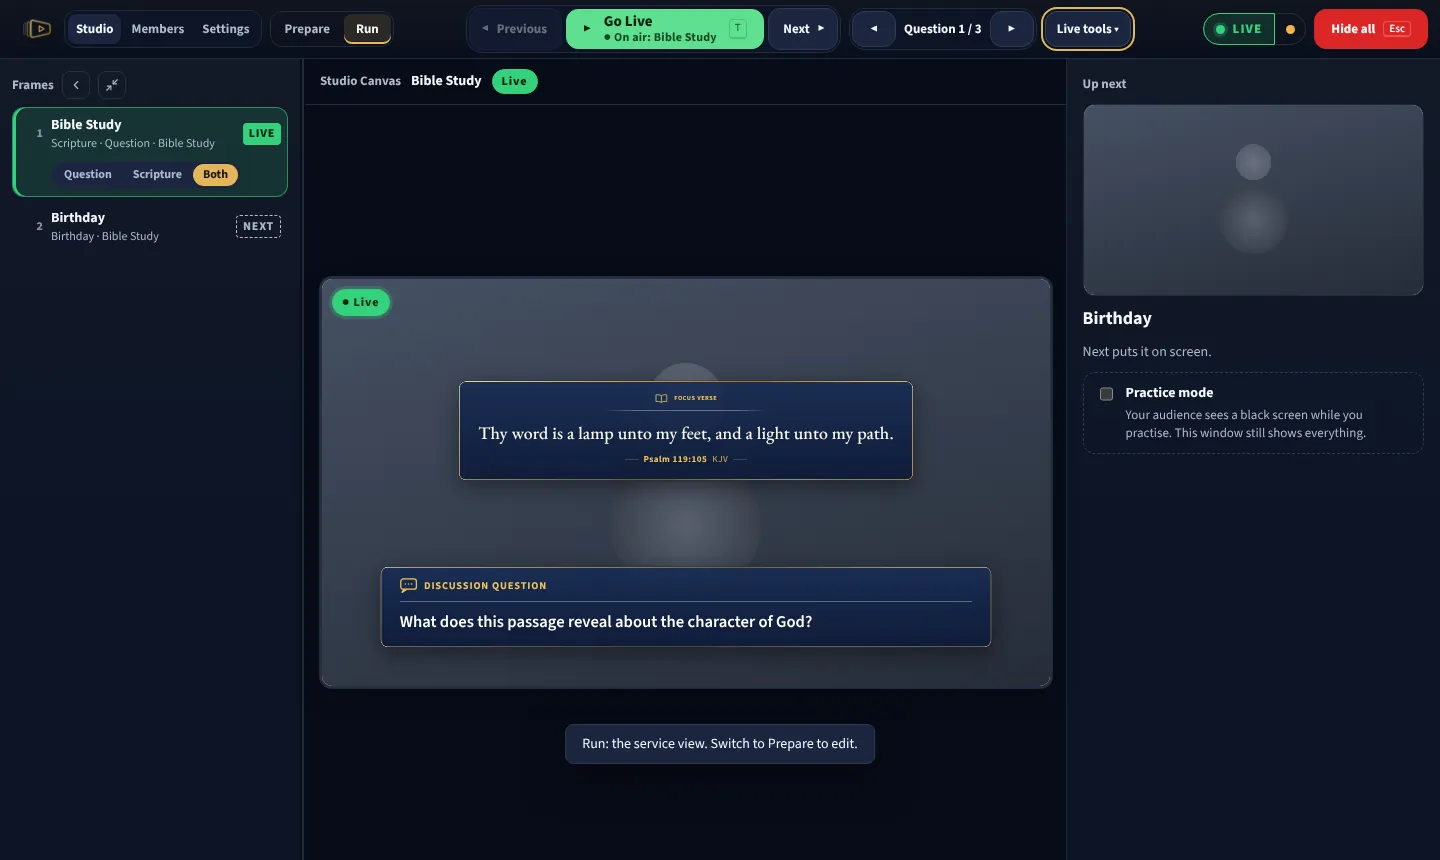 Studio Members Settings Prepare Run
◄ Previous
► Go Live T
● On air: Bible Study
Next ►
◄ Question 1 / 3 ►
Live tools ▾
LIVE
Hide all Esc
Frames
1 Bible Study LIVE
Scripture · Question · Bible Study
Question Scripture Both
2 Birthday NEXT
Birthday · Bible Study
Studio Canvas Bible Study Live
● Live
FOCUS VERSE
Thy word is a lamp unto my feet, and a light unto my path.
Psalm 119:105 KJV
DISCUSSION QUESTION
What does this passage reveal about the character of God?
Run: the service view. Switch to Prepare to edit.
Up next
Birthday
Next puts it on screen.
Practice mode
Your audience sees a black screen while you
practise. This window still shows everything.